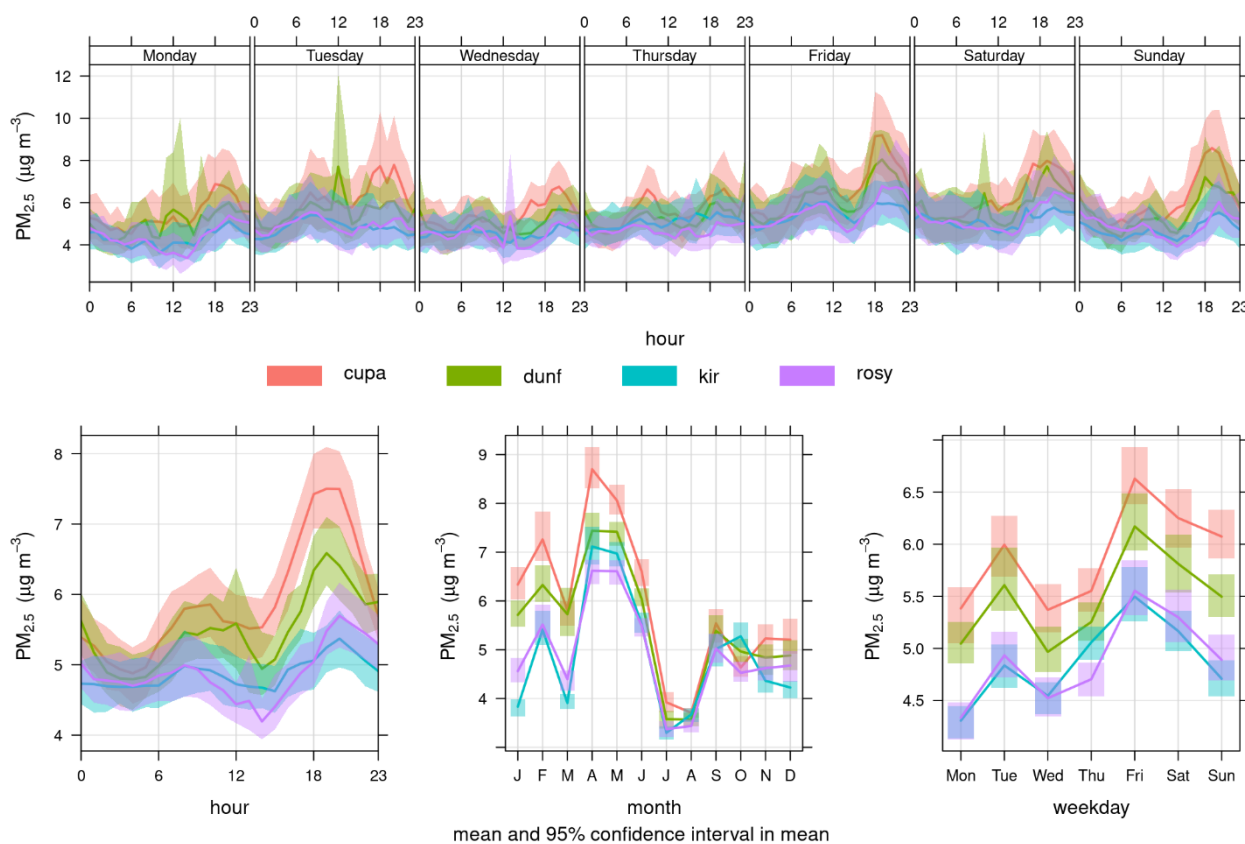 0 6 12 18 23 0 6 12 18 23 0 6 12 18 23
Monday Tuesday Wednesday Thursday Friday Saturday Sunday
12
10
8
6
4
PM2.5 (µg m−3)
0 6 12 18 23 0 6 12 18 23 0 6 12 18 23 0 6 12 18 23
hour
cupa dunf kir rosy
8
7
6
5
4
PM2.5 (µg m−3)
0 6 12 18 23
hour
9
8
7
6
5
4
PM2.5 (µg m−3)
J F M A M J J A S O N D
month
6.5
6.0
5.5
5.0
4.5
PM2.5 (µg m−3)
Mon Tue Wed Thu Fri Sat Sun
weekday
mean and 95% confidence interval in mean